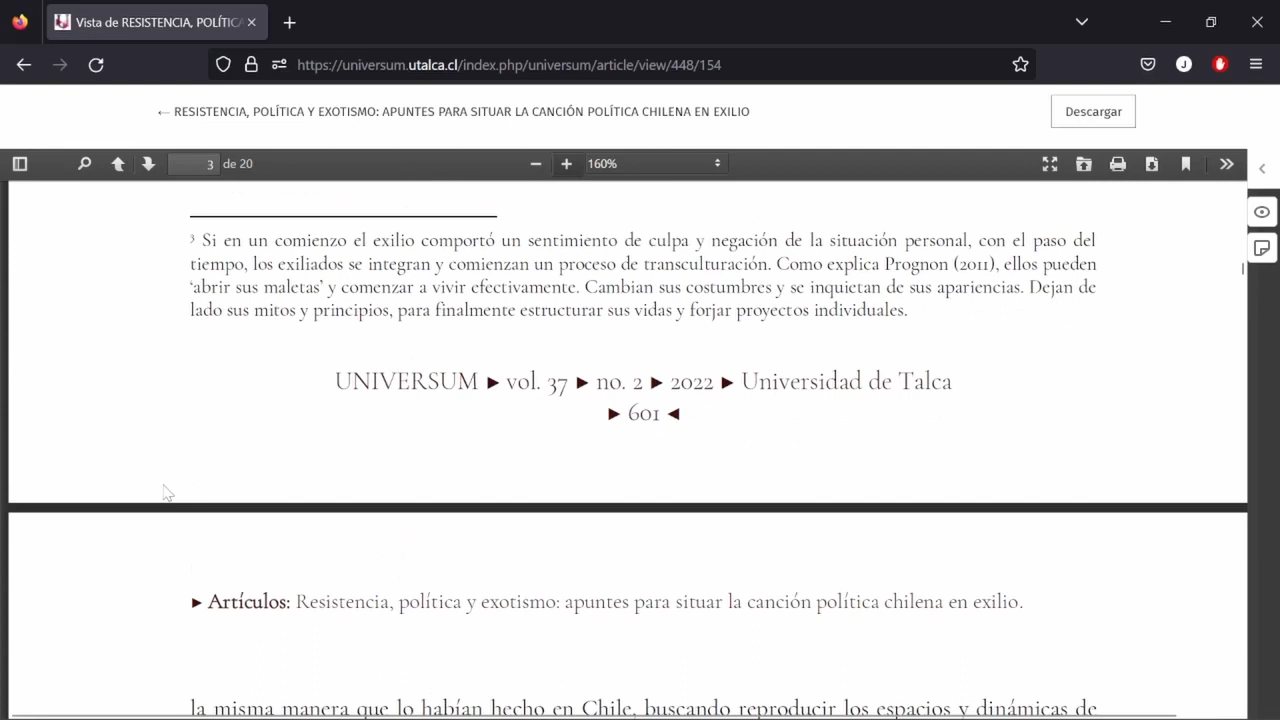 Vista de RESISTENCIA, POLÍTICA
https://universum.utalca.cl/index.php/universum/article/view/448/154
J
← RESISTENCIA, POLÍTICA Y EXOTISMO: APUNTES PARA SITUAR LA CANCIÓN POLÍTICA CHILENA EN EXILIO
Descargar
3 de 20
160%
³ Si en un comienzo el exilio comportó un sentimiento de culpa y negación de la situación personal, con el paso del
tiempo, los exiliados se integran y comienzan un proceso de transculturación. Como explica Prognon (2011), ellos pueden
‘abrir sus maletas’ y comenzar a vivir efectivamente. Cambian sus costumbres y se inquietan de sus apariencias. Dejan de
lado sus mitos y principios, para finalmente estructurar sus vidas y forjar proyectos individuales.
UNIVERSUM ▶ vol. 37 ▶ no. 2 ▶ 2022 ▶ Universidad de Talca
▶ 601 ◀
▶ Artículos: Resistencia, política y exotismo: apuntes para situar la canción política chilena en exilio.
la misma manera que lo habían hecho en Chile, buscando reproducir los espacios y dinámicas de